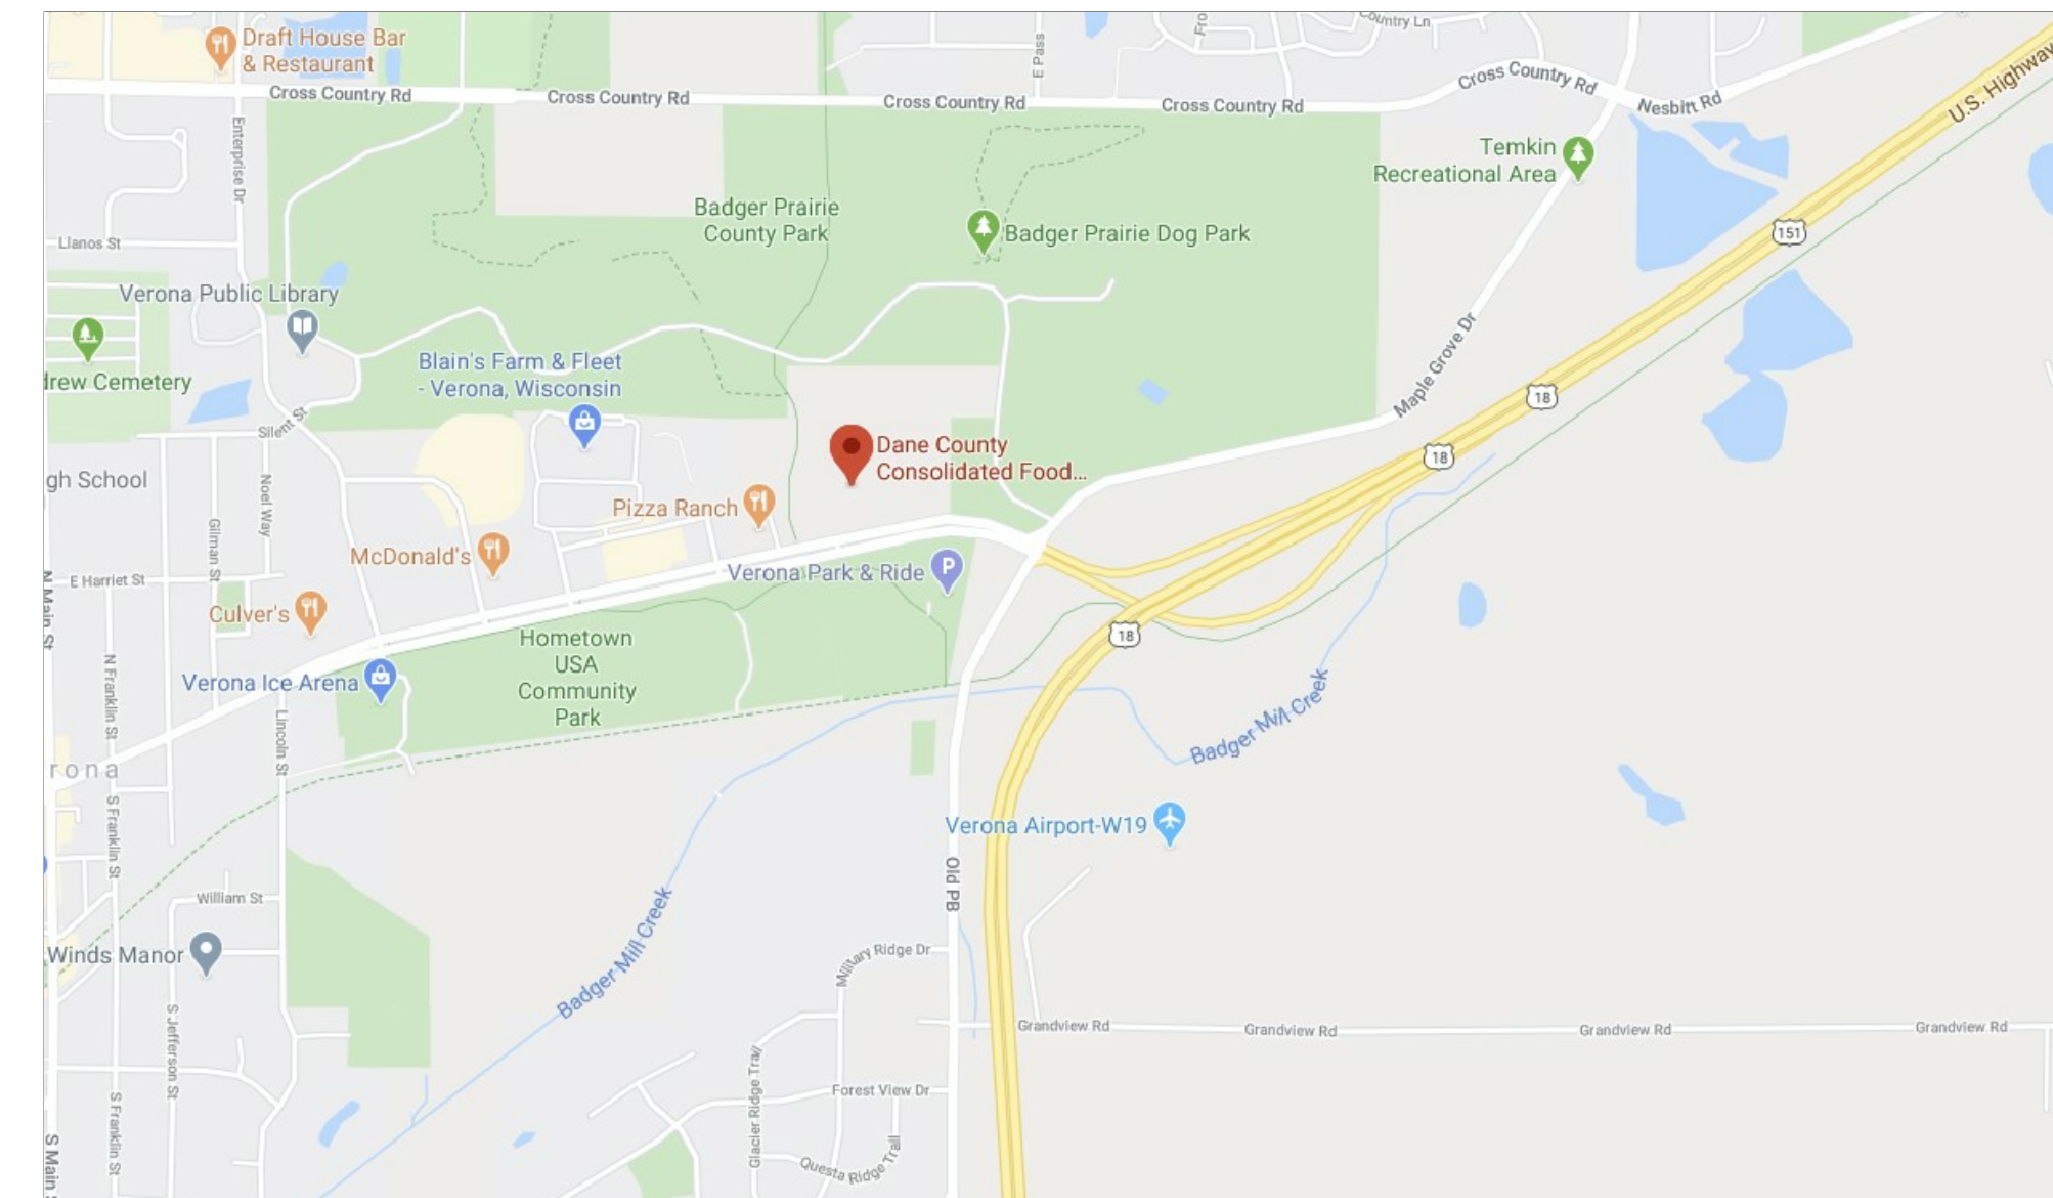 Country Ln
Fro
E Pass
Draft House Bar
& Restaurant
Cross Country Rd
Cross Country Rd
Cross Country Rd
Cross Country Rd
Cross Country Rd
Nesbitt Rd
U.S. Highway
Enterprise Dr
Temkin
Recreational Area
Badger Prairie
County Park
Badger Prairie Dog Park
151
Llanos St
Verona Public Library
Blain's Farm & Fleet
- Verona, Wisconsin
drew Cemetery
Maple Grove Dr
18
Silent St
Dane County
Consolidated Food...
18
gh School
Noel Way
Pizza Ranch
Gilman St
McDonald's
E Harriet St
Verona Park & Ride
P
N Main St
Culver's
18
Hometown
USA
Community
Park
N Franklin St
Verona Ice Arena
Lincoln St
Badger Mill Creek
rona
S Franklin St
Verona Airport-W19
Old PB
William St
Badger Mill Creek
Winds Manor
Military Ridge Dr
S Jefferson St
Grandview Rd
Grandview Rd
Grandview Rd
Grandview Rd
Glacier Ridge Trail
Forest View Dr
S Franklin St
S Main S
Questa Ridge Trail